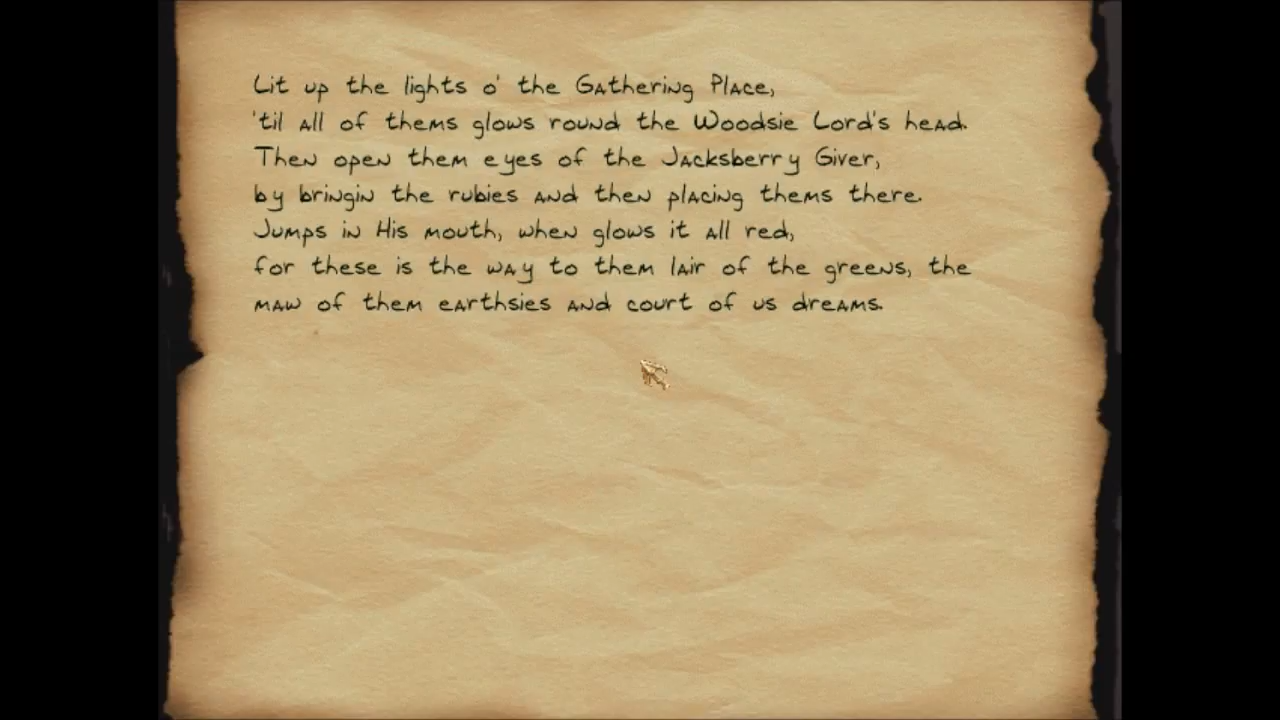 Lit up the lights o' the Gathering Place,
'til all of thems glows round the Woodsie Lord's head.
Then open them eyes of the Jacksberry Giver,
by bringin the rubies and then placing thems there.
Jumps in His mouth, when glows it all red,
for these is the way to them lair of the greens, the
maw of them earthsies and court of us dreams.